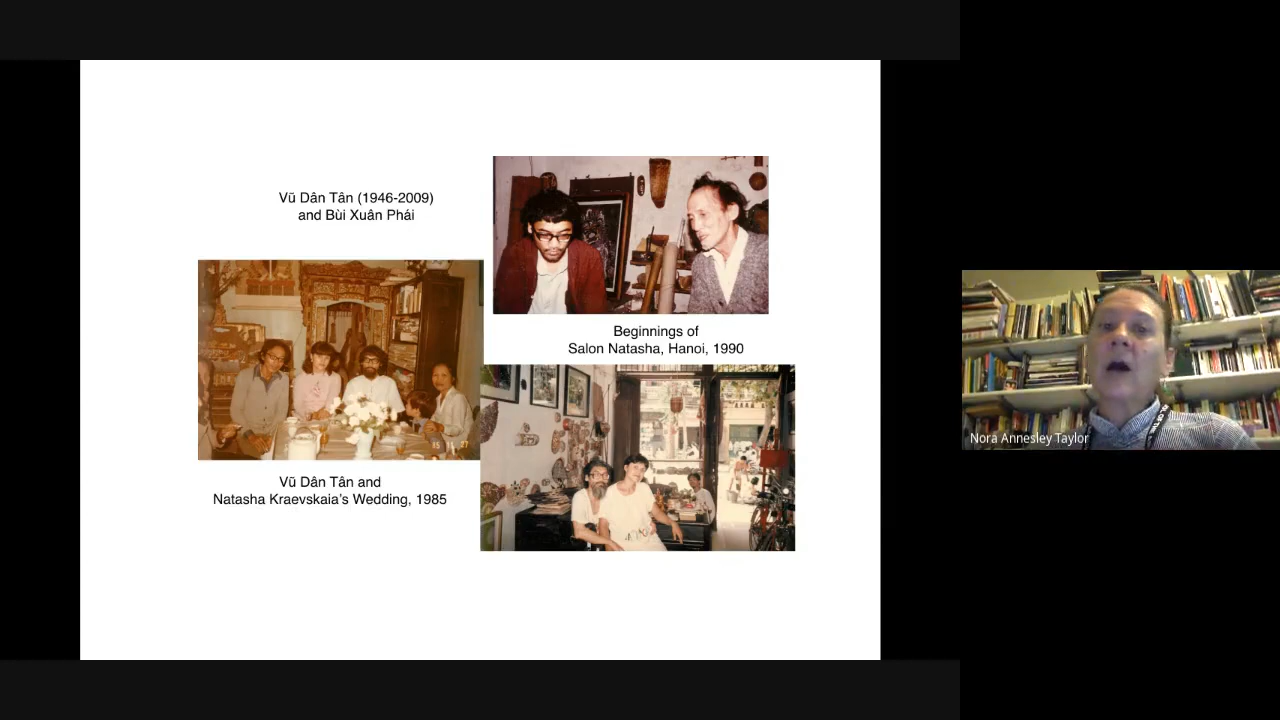 Vũ Dân Tân (1946-2009)
and Bùi Xuân Phái
Beginnings of
Salon Natasha, Hanoi, 1990
Vũ Dân Tân and
Natasha Kraevskaia's Wedding, 1985
Nora Annesley Taylor